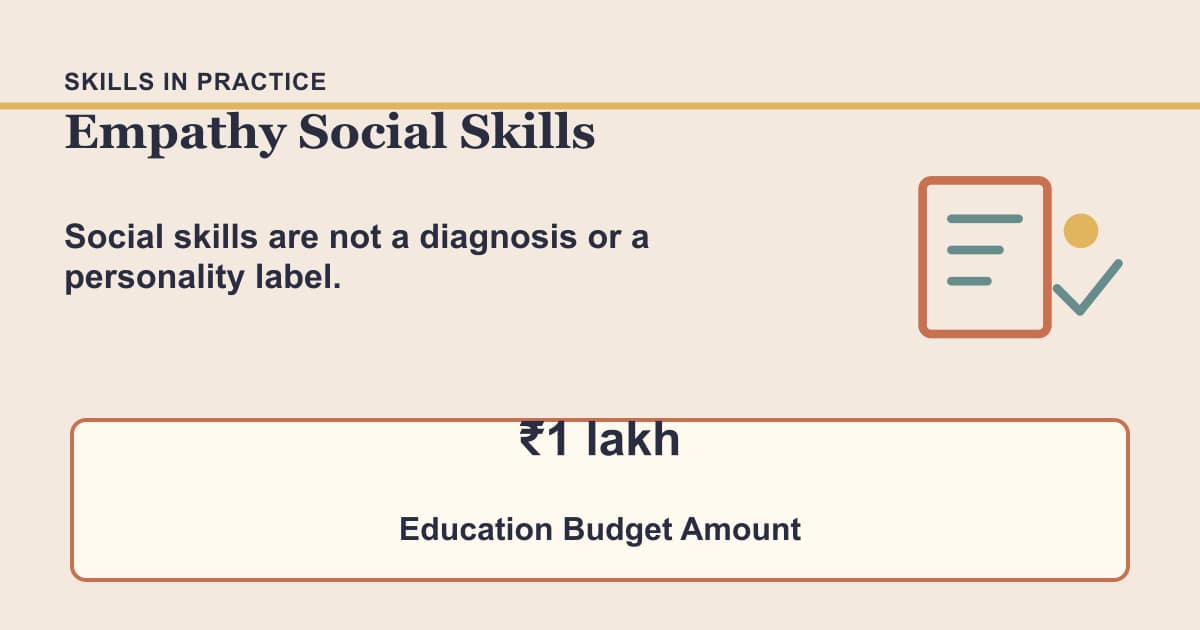 SKILLS IN PRACTICE
Empathy Social Skills
Social skills are not a diagnosis or a
personality label.
₹1 lakh
Education Budget Amount